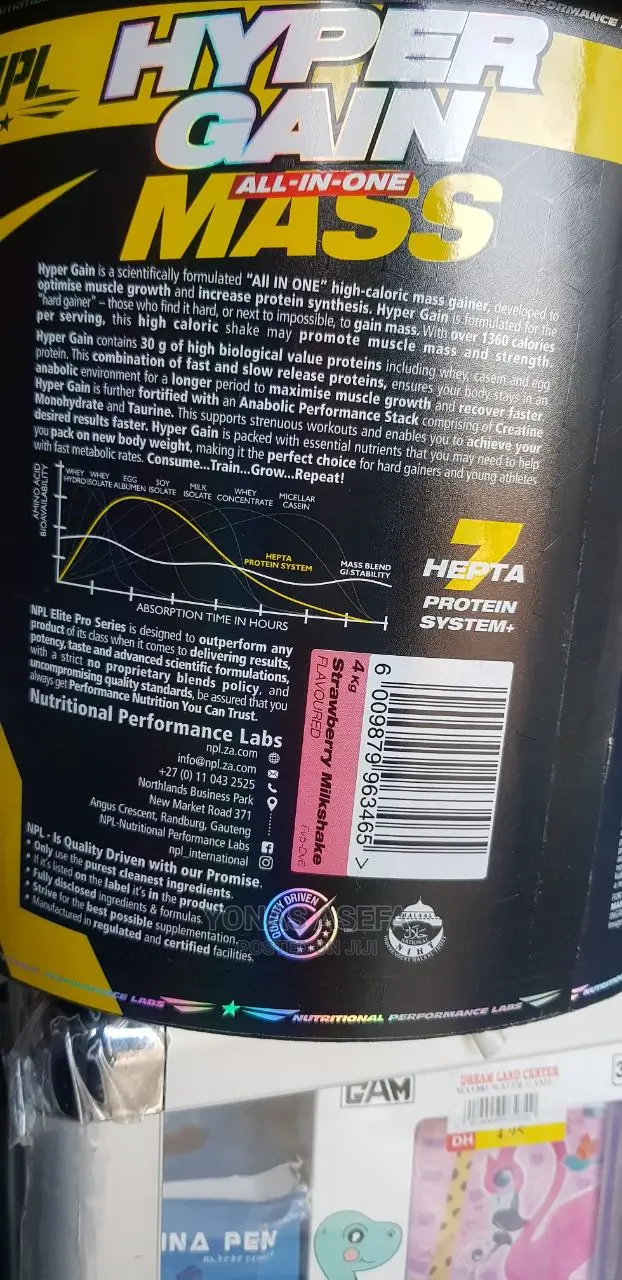 NPL
HYPER
GAIN
ALL-IN-ONE
MASS
Hyper Gain is a scientifically formulated "All IN ONE" high-caloric mass gainer, developed to
optimise muscle growth and increase protein synthesis. Hyper Gain is formulated for the
"hard gainer" – those who find it hard, or next to impossible, to gain mass. With over 1360 calories
per serving, this high caloric shake may promote muscle mass and strength.
Hyper Gain contains 30 g of high biological value proteins including whey, casein and egg
protein. This combination of fast and slow release proteins, ensures your body stays in an
anabolic environment for a longer period to maximise muscle growth and recover faster.
Hyper Gain is further fortified with an Anabolic Performance Stack comprising of Creatine
Monohydrate and Taurine. This supports strenuous workouts and enables you to achieve your
desired results faster. Hyper Gain is packed with essential nutrients that you may need to help
you pack on new body weight, making it the perfect choice for hard gainers and young athletes
with fast metabolic rates. Consume...Train...Grow...Repeat!
AMINO ACID
BIOAVAILABILITY
WHEY HYDRO
WHEY ISOLATE
EGG ALBUMEN
SOY ISOLATE
MILK ISOLATE
WHEY CONCENTRATE
MICELLAR CASEIN
HEPTA
PROTEIN SYSTEM
MASS BLEND
GI-STABILITY
ABSORPTION TIME IN HOURS
7
HEPTA
PROTEIN
SYSTEM+
NPL Elite Pro Series is designed to outperform any
product of its class when it comes to delivering results,
potency, taste and advanced scientific formulations,
with a strict no proprietary blends policy, and
uncompromising quality standards, be assured that you
always get Performance Nutrition You Can Trust.
Nutritional Performance Labs
npl.za.com
info@npl.za.com
+27 (0) 11 043 2525
Northlands Business Park
New Market Road 371
Angus Crescent, Randburg, Gauteng
NPL-Nutritional Performance Labs
npl_international
4 Kg
Strawberry Milkshake
FLAVOURED
6 009879 963465 >
NPL - Is Quality Driven with our Promise.
• Only use the purest cleanest ingredients.
• If it's listed on the label it's in the product.
• Fully disclosed ingredients & formulas.
• Strive for the best possible supplementation.
• Manufactured in regulated and certified facilities.
QUALITY DRIVEN
HALAAL
NATIONAL
NIHT
YONAS ASEFA
POSTED ON JIJI
PERFORMANCE LABS
NUTRITIONAL PERFORMANCE LABS
GAM
DREAM LAND CENTER
DH 4.95
INA PEN